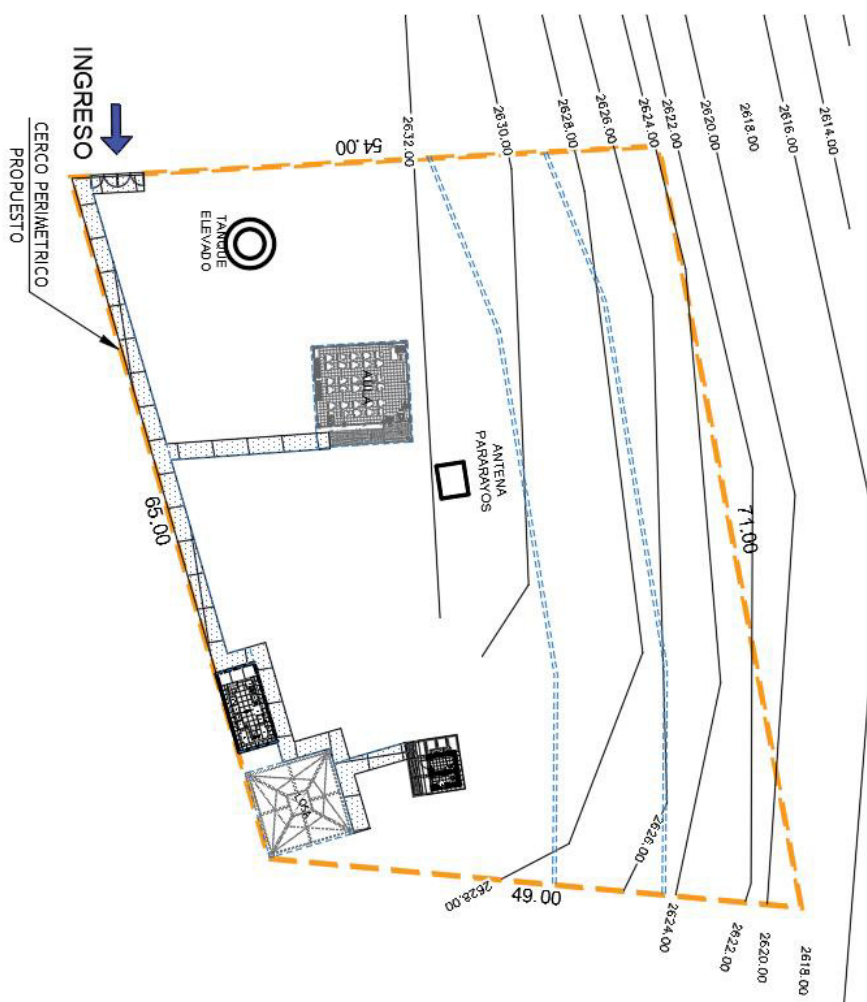 INGRESO
CERCO PERIMETRICO
PROPUESTO
54.00
2632.00
2630.00
2628.00
2626.00
2624.00
2622.00
2620.00
2618.00
2616.00
2614.00
TANQUE
ELEVADO
AULA
ANTENA
PARARAYOS
65.00
71.00
LOSA
49.00
2628.00
2626.00
2624.00
2622.00
2620.00
2618.00